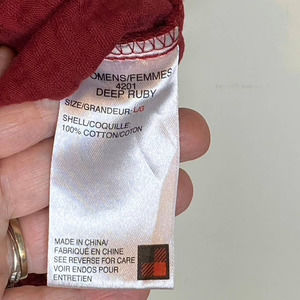 WOMENS/FEMMES
4201
DEEP RUBY
SIZE/GRANDEUR: L/G
SHELL/COQUILLE
100% COTTON/COTON
MADE IN CHINA/
FABRIQUÉ EN CHINE
SEE REVERSE FOR CARE
VOIR ENDOS POUR
ENTRETIEN